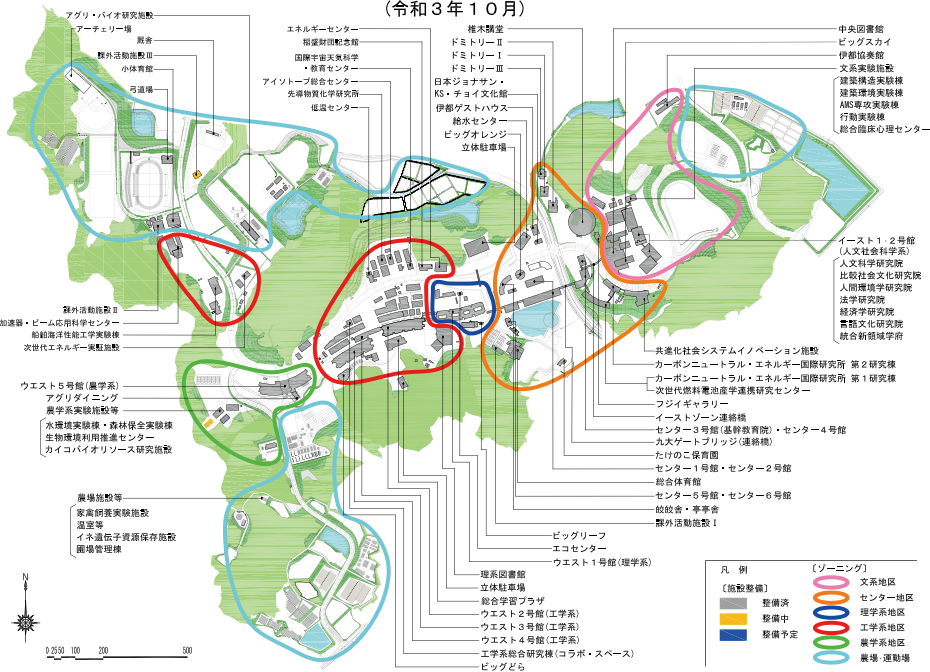 (令和３年１０月)
アグリ・バイオ研究施設
アーチェリー場
厩舎
課外活動施設Ⅲ
小体育館
弓道場
エネルギーセンター
稲盛財団記念館
国際宇宙天気科学
・教育センター
アイソトープ総合センター
先導物質化学研究所
低温センター
椎木講堂
ドミトリーⅡ
ドミトリーⅠ
ドミトリーⅢ
日本ジョナサン・
KS・チョイ文化館
伊都ゲストハウス
給水センター
ビッグオレンジ
立体駐車場
中央図書館
ビッグスカイ
伊都協奏館
文系実験施設
建築構造実験棟
建築環境実験棟
AMS専攻実験棟
行動実験棟
総合臨床心理センター
イースト１・２号館
(人文社会科学系)
人文科学研究院
比較社会文化研究院
人間環境学研究院
法学研究院
経済学研究院
言語文化研究院
統合新領域学府
課外活動施設Ⅱ
加速器・ビーム応用科学センター
船舶海洋性能工学実験棟
次世代エネルギー実証施設
ウエスト５号館(農学系)
アグリダイニング
農学系実験施設等
水環境実験棟・森林保全実験棟
生物環境利用推進センター
カイコバイオリソース研究施設
農場施設等
家禽飼養実験施設
温室等
イネ遺伝子資源保存施設
圃場管理棟
共進化社会システムイノベーション施設
カーボンニュートラル・エネルギー国際研究所 第２研究棟
カーボンニュートラル・エネルギー国際研究所 第１研究棟
次世代燃料電池産学連携研究センター
フジイギャラリー
イーストゾーン連絡橋
センター３号館(基幹教育院)・センター４号館
九大ゲートブリッジ(連絡橋)
たけのこ保育園
センター１号館・センター２号館
総合体育館
センター５号館・センター６号館
皎皎舎・亭亭舎
課外活動施設Ⅰ
ビッグリーフ
エコセンター
ウエスト１号館(理学系)
理系図書館
立体駐車場
総合学習プラザ
ウエスト２号館(工学系)
ウエスト３号館(工学系)
ウエスト４号館(工学系)
工学系総合研究棟(コラボ・スペース)
ビッグどら
凡 例
〔施設整備〕
整備済
整備中
整備予定
〔ゾーニング〕
文系地区
センター地区
理学系地区
工学系地区
農学系地区
農場・運動場
N
0 25 50 100 200 500